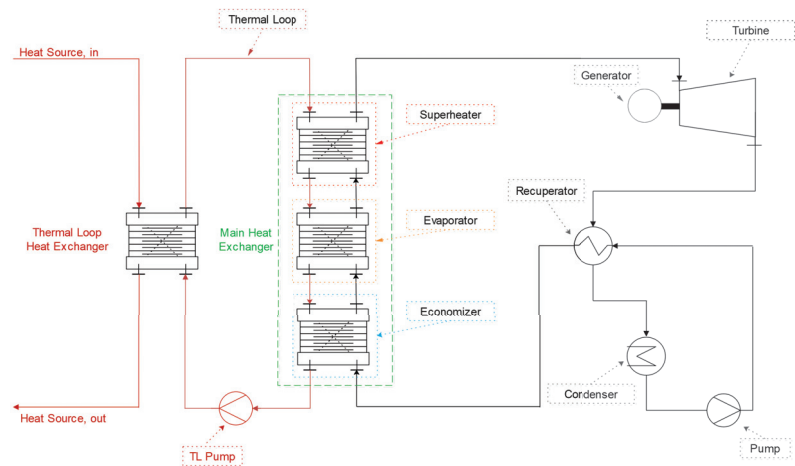 Thermal Loop
Turbine
Heat Source, in
Generator
Superheater
Recuperator
Thermal Loop
Heat Exchanger
Main Heat
Exchanger
Evaporator
Economizer
Condenser
Heat Source, out
TL Pump
Pump